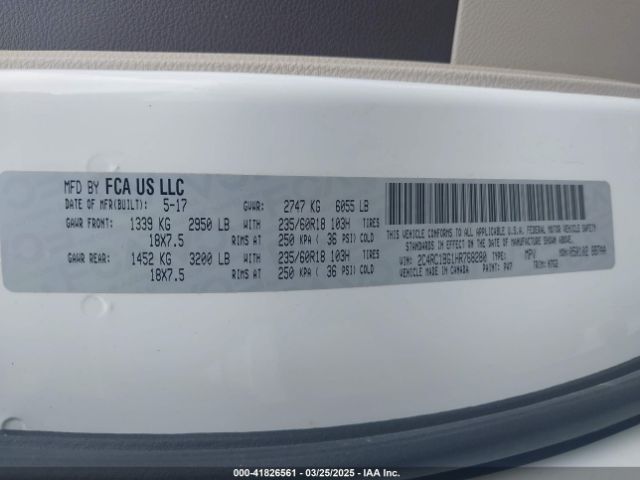 MFD BY FCA US LLC
DATE OF MFR(BUILT): 5-17 GVWR: 2747 KG 6055 LB
GAWR FRONT: 1339 KG 2950 LB WITH 235/60R18 103H TIRES
18X7.5 RIMS AT 250 KPA ( 36 PSI) COLD
GAWR REAR: 1452 KG 3200 LB WITH 235/60R18 103H TIRES
18X7.5 RIMS AT 250 KPA ( 36 PSI) COLD
THIS VEHICLE CONFORMS TO ALL APPLICABLE U.S.A. FEDERAL MOTOR VEHICLE SAFETY
STANDARDS IN EFFECT ON THE DATE OF MANUFACTURE SHOWN ABOVE.
VIN: TYPE: MPV
VEHICLE MADE IN CANADA PAINT: PW7 TRIM:
000-41826561 — 03/25/2025 — IAA Inc.